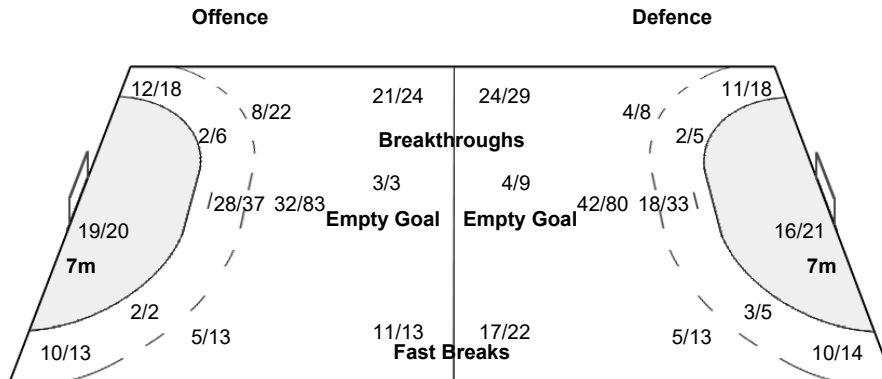 Offence Defence
12/18 21/24 24/29 11/18
8/22 4/8
2/6 Breakthroughs 2/5
3/3 4/9
28/37 32/83 42/80 18/33
Empty Goal Empty Goal
19/20 16/21
7m 7m
2/2 3/5
5/13 11/13 17/22 5/13
10/13 Fast Breaks 10/14